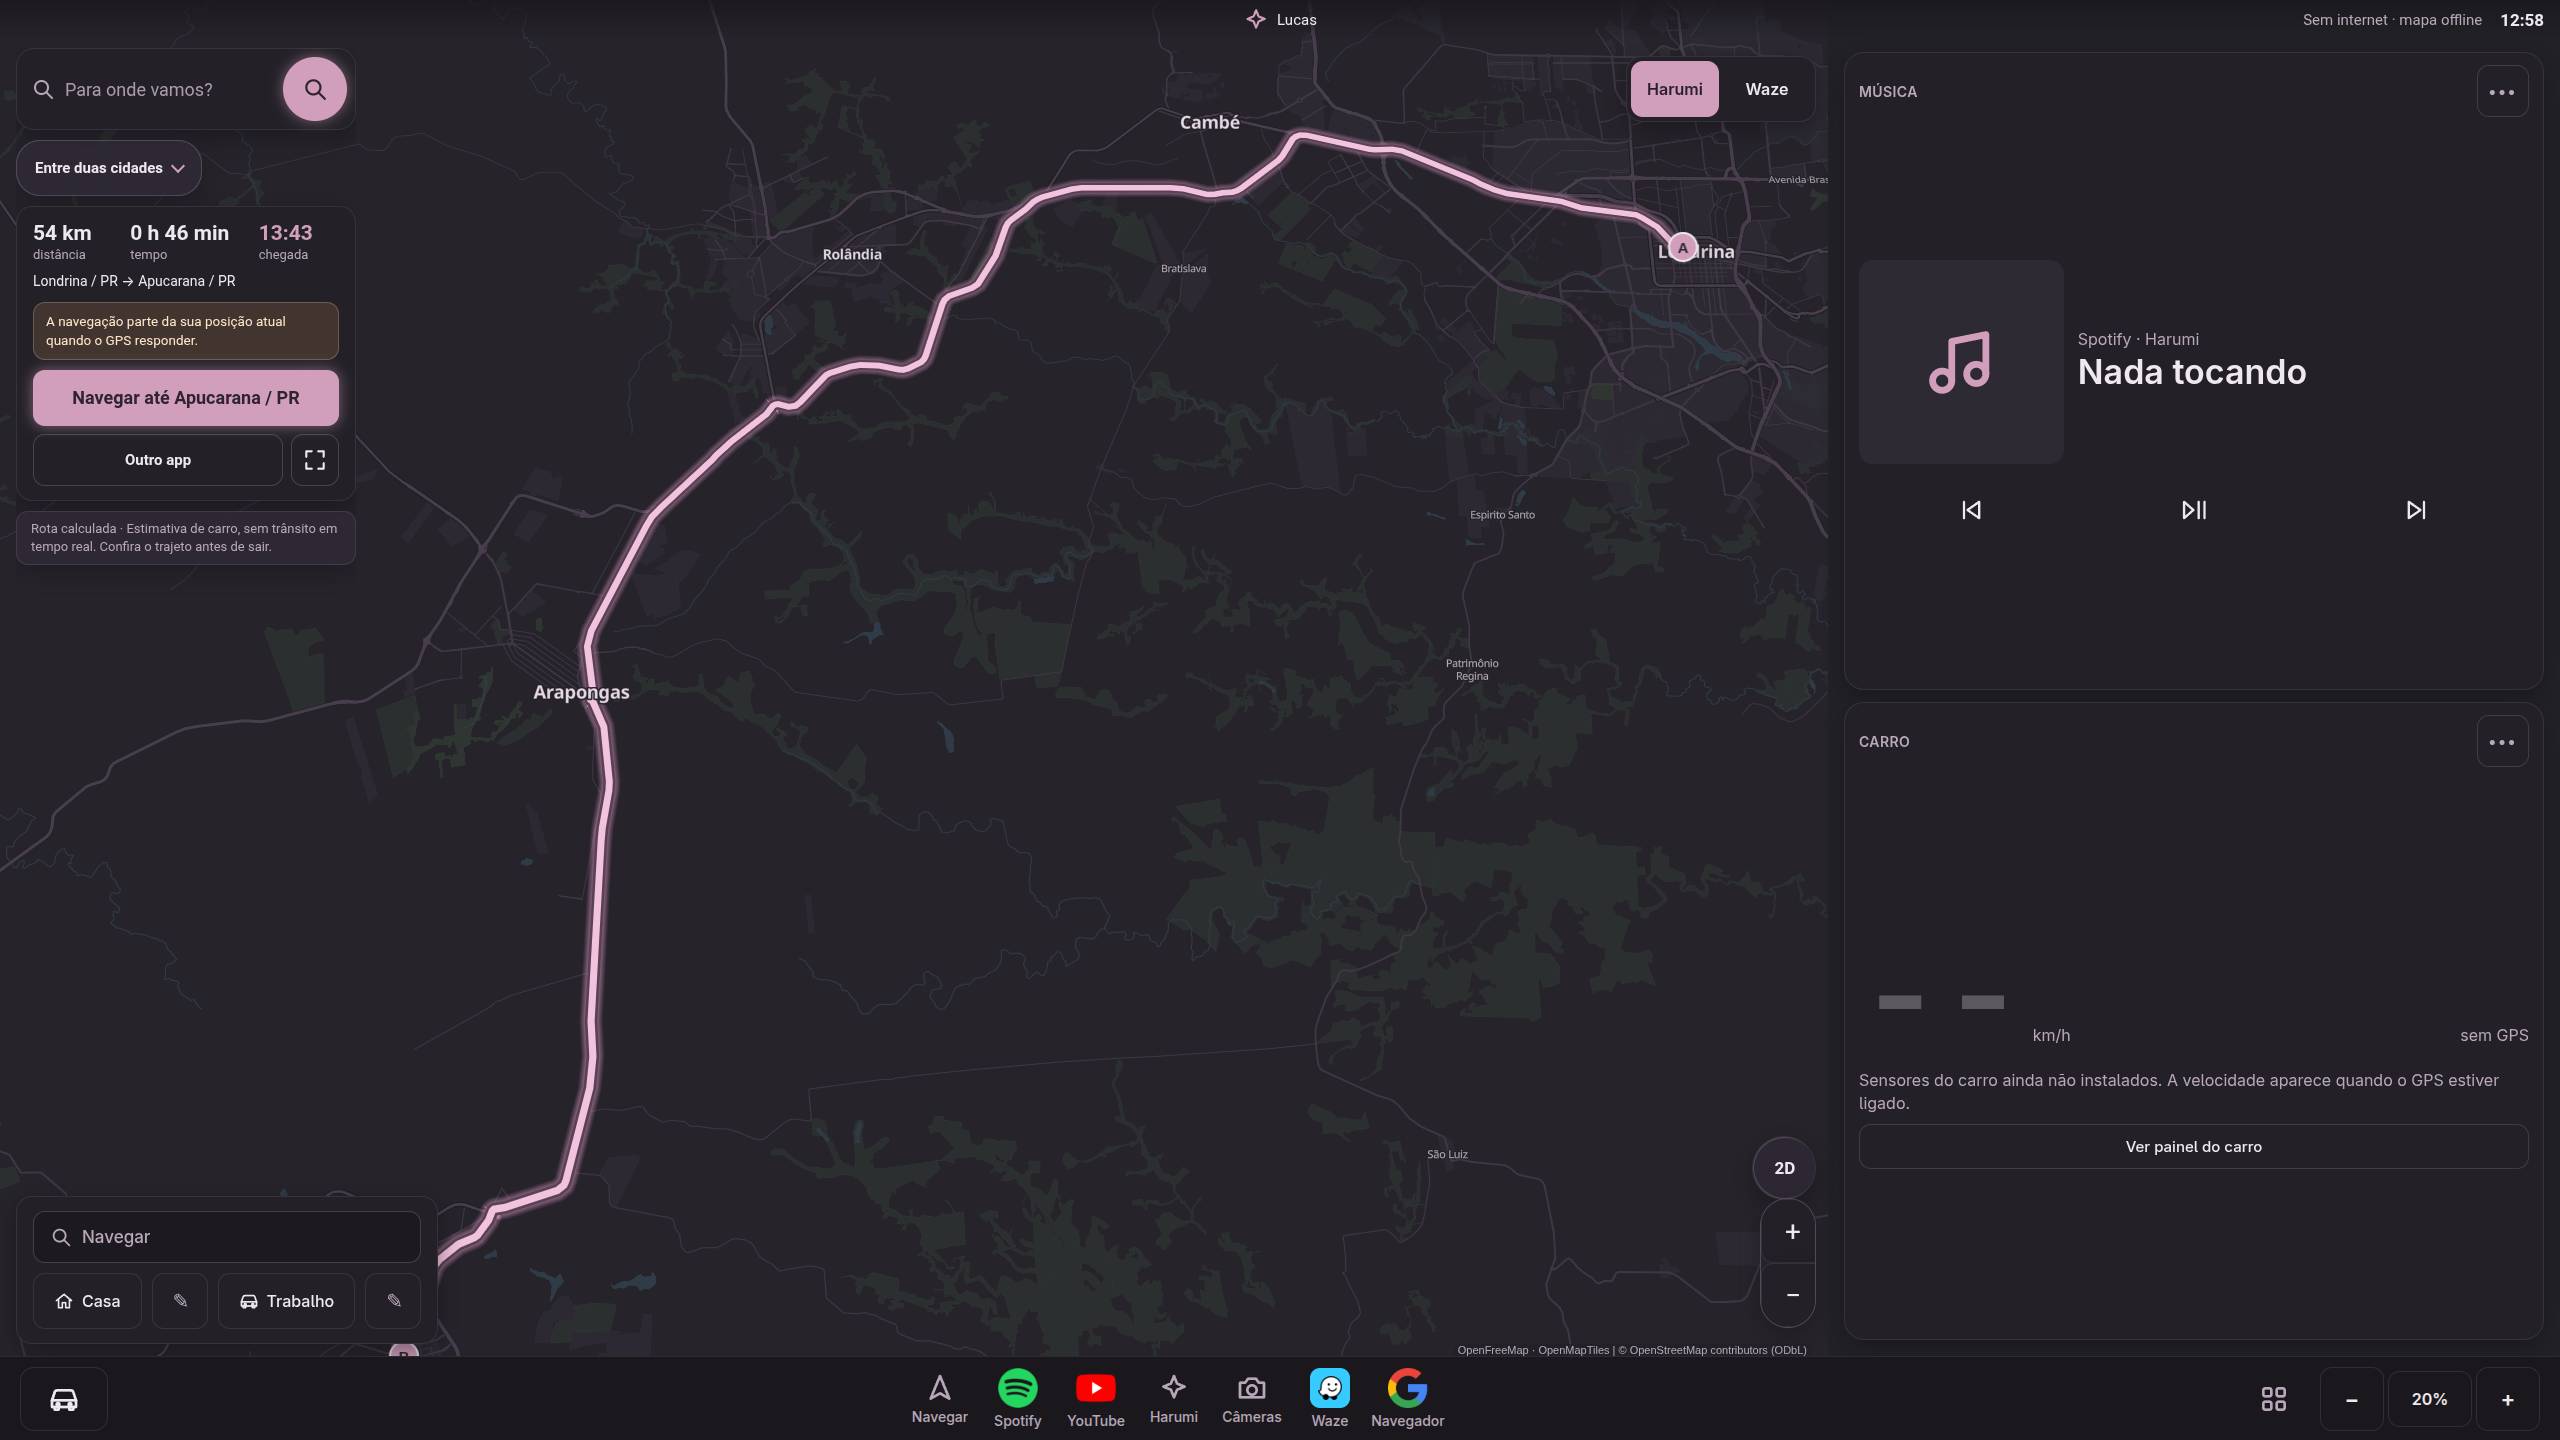 Lucas
Sem internet · mapa offline 12:58
Para onde vamos?
Entre duas cidades
54 km 0 h 46 min 13:43
distância tempo chegada
Londrina / PR → Apucarana / PR
A navegação parte da sua posição atual
quando o GPS responder.
Navegar até Apucarana / PR
Outro app
Rota calculada · Estimativa de carro, sem trânsito em
tempo real. Confira o trajeto antes de sair.
Harumi Waze
Cambé
Avenida Bras
Rolândia
Bratislava
A
Espirito Santo
Patrimônio
Regina
Arapongas
São Luiz
2D
+
−
Navegar
Casa ✎ Trabalho ✎
OpenFreeMap · OpenMapTiles | © OpenStreetMap contributors (ODbL)
MÚSICA
Spotify · Harumi
Nada tocando
CARRO
-- km/h sem GPS
Sensores do carro ainda não instalados. A velocidade aparece quando o GPS estiver
ligado.
Ver painel do carro
Navegar Spotify YouTube Harumi Câmeras Waze Navegador
− 20% +